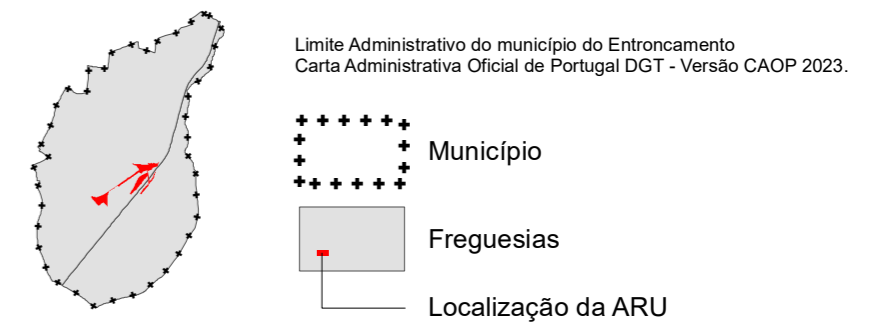 Limite Administrativo do município do Entroncamento
Carta Administrativa Oficial de Portugal DGT - Versão CAOP 2023.
Município
Freguesias
Localização da ARU